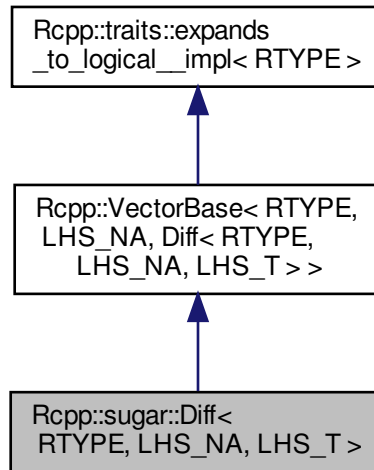 Rcpp::traits::expands
_to_logical__impl< RTYPE >
Rcpp::VectorBase< RTYPE,
LHS_NA, Diff< RTYPE,
LHS_NA, LHS_T > >
Rcpp::sugar::Diff<
RTYPE, LHS_NA, LHS_T >